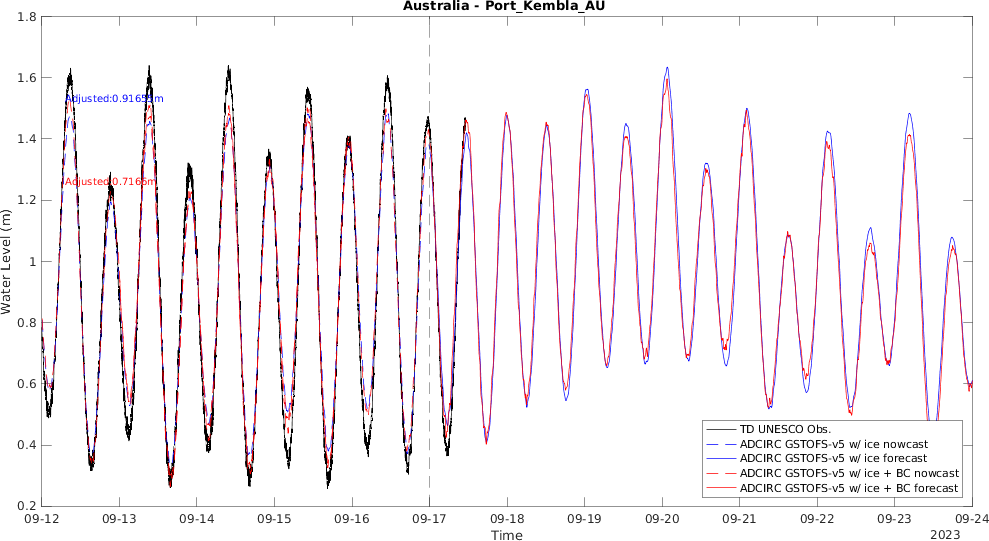 Australia - Port_Kembla_AU
1.8
1.6
1.4
1.2
1
0.8
0.6
0.4
0.2
Water Level (m)
Adjusted:0.9165m
Adjusted:0.7166m
TD UNESCO Obs.
ADCIRC GSTOFS-v5 w/ ice nowcast
ADCIRC GSTOFS-v5 w/ ice forecast
ADCIRC GSTOFS-v5 w/ ice + BC nowcast
ADCIRC GSTOFS-v5 w/ ice + BC forecast
09-12 09-13 09-14 09-15 09-16 09-17 09-18 09-19 09-20 09-21 09-22 09-23 09-24
Time 2023